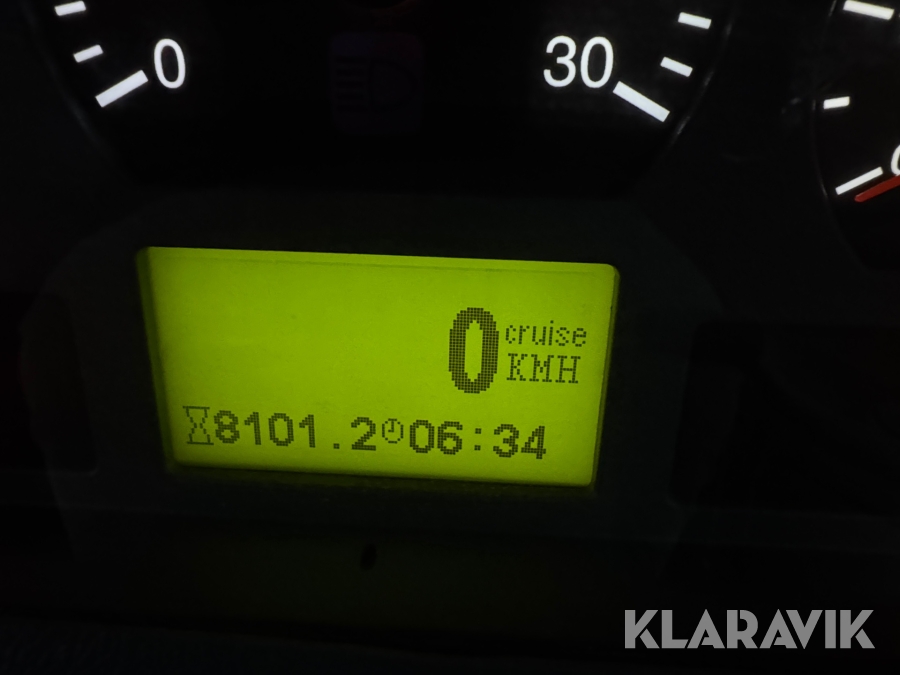 0 30
0 cruise
KMH
8101.2 06:34
KLARAVIK